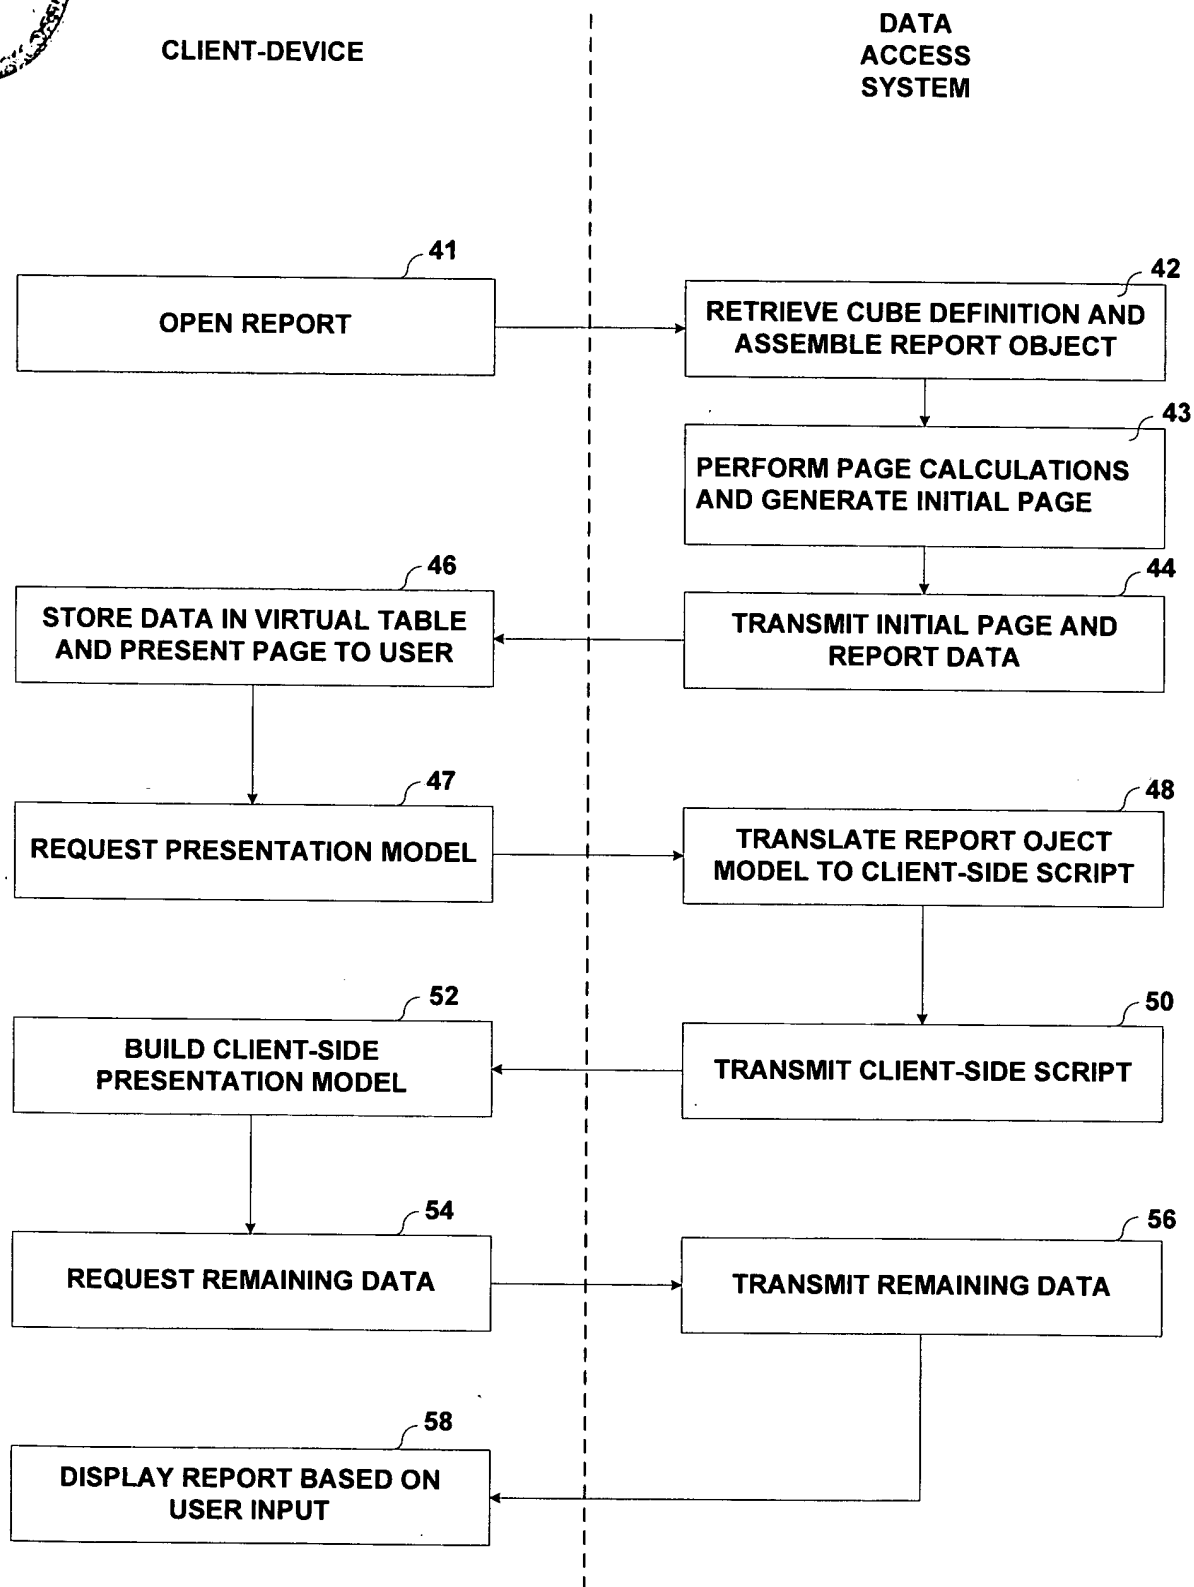 CLIENT-DEVICE
DATA
ACCESS
SYSTEM
41
OPEN REPORT
42
RETRIEVE CUBE DEFINITION AND
ASSEMBLE REPORT OBJECT
43
PERFORM PAGE CALCULATIONS
AND GENERATE INITIAL PAGE
44
TRANSMIT INITIAL PAGE AND
REPORT DATA
46
STORE DATA IN VIRTUAL TABLE
AND PRESENT PAGE TO USER
47
REQUEST PRESENTATION MODEL
48
TRANSLATE REPORT OJECT
MODEL TO CLIENT-SIDE SCRIPT
50
TRANSMIT CLIENT-SIDE SCRIPT
52
BUILD CLIENT-SIDE
PRESENTATION MODEL
54
REQUEST REMAINING DATA
56
TRANSMIT REMAINING DATA
58
DISPLAY REPORT BASED ON
USER INPUT